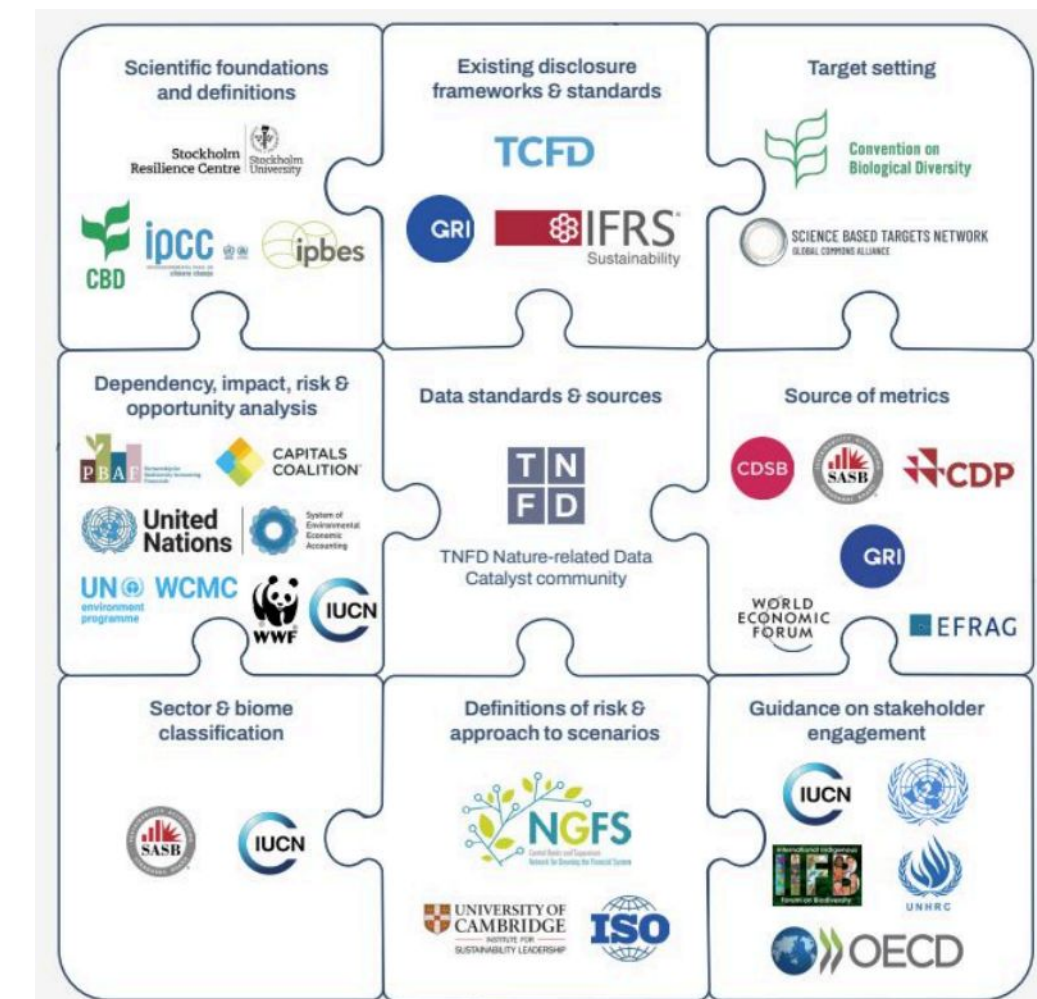 Scientific foundations
and definitions
Stockholm
Resilience Centre
Stockholm
University
CBD
ipcc
ipbes
Existing disclosure
frameworks & standards
TCFD
GRI
IFRS
Sustainability
Target setting
Convention on
Biological Diversity
SCIENCE BASED TARGETS NETWORK
GLOBAL COMMONS ALLIANCE
Dependency, impact, risk &
opportunity analysis
PBAF
CAPITALS
COALITION
United
Nations
System of
Environmental
Economic
Accounting
UN
environment
programme
WCMC
WWF
IUCN
Data standards & sources
T N
F D
TNFD Nature-related Data
Catalyst community
Source of metrics
CDSB
SASB
CDP
GRI
WORLD
ECONOMIC
FORUM
EFRAG
Sector & biome
classification
SASB
IUCN
Definitions of risk &
approach to scenarios
NGFS
UNIVERSITY OF
CAMBRIDGE
INSTITUTE FOR
SUSTAINABILITY LEADERSHIP
ISO
Guidance on stakeholder
engagement
IUCN
International Indigenous
IIFB
Forum on Biodiversity
UNHRC
OECD